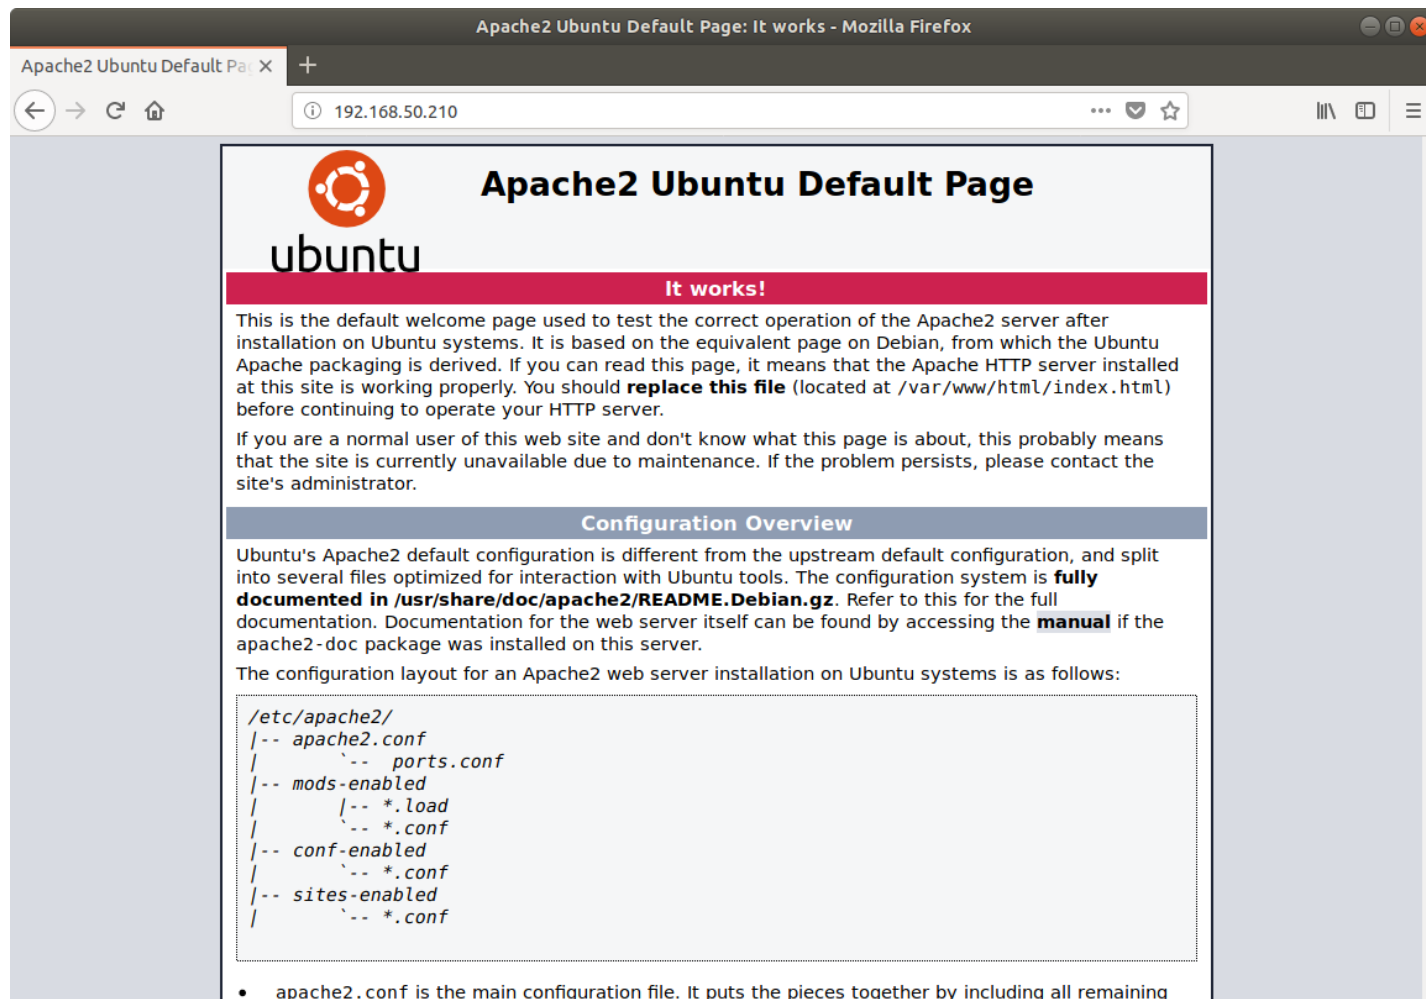 Apache2 Ubuntu Default Page: It works - Mozilla Firefox
Apache2 Ubuntu Default Pa
192.168.50.210
ubuntu
Apache2 Ubuntu Default Page
It works!
This is the default welcome page used to test the correct operation of the Apache2 server after
installation on Ubuntu systems. It is based on the equivalent page on Debian, from which the Ubuntu
Apache packaging is derived. If you can read this page, it means that the Apache HTTP server installed
at this site is working properly. You should replace this file (located at /var/www/html/index.html)
before continuing to operate your HTTP server.
If you are a normal user of this web site and don't know what this page is about, this probably means
that the site is currently unavailable due to maintenance. If the problem persists, please contact the
site's administrator.
Configuration Overview
Ubuntu's Apache2 default configuration is different from the upstream default configuration, and split
into several files optimized for interaction with Ubuntu tools. The configuration system is fully
documented in /usr/share/doc/apache2/README.Debian.gz. Refer to this for the full
documentation. Documentation for the web server itself can be found by accessing the manual if the
apache2-doc package was installed on this server.
The configuration layout for an Apache2 web server installation on Ubuntu systems is as follows:
/etc/apache2/
|-- apache2.conf
|       `--  ports.conf
|-- mods-enabled
|       |-- *.load
|       `-- *.conf
|-- conf-enabled
|       `-- *.conf
|-- sites-enabled
|       `-- *.conf
• apache2.conf is the main configuration file. It puts the pieces together by including all remaining